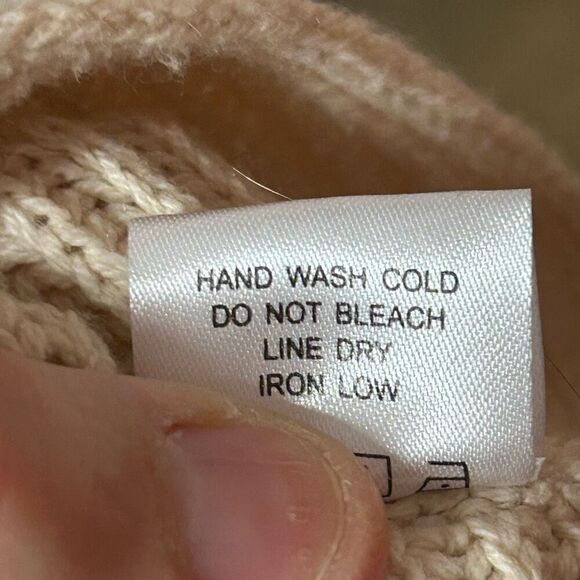 HAND WASH COLD
DO NOT BLEACH
LINE DRY
IRON LOW